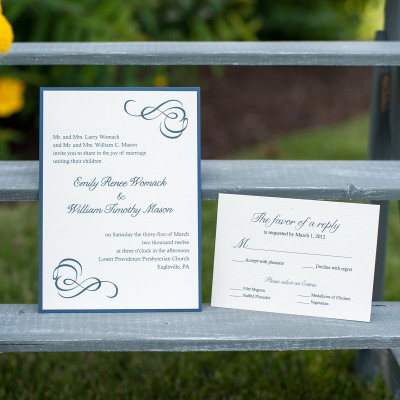 Mr. and Mrs. Larry Womack
and Mr. and Mrs. William C. Mason
invite you to share in the joy of marriage
uniting their children.
Emily Renee Womack
&
William Timothy Mason
on Saturday the thirty-first of March
two thousand twelve
at three o'clock in the afternoon
Lower Providence Presbyterian Church
Eagleville, PA
The favor of a reply
is requested by March 1, 2012
M
Accept with pleasure Decline with regret
Please select an Entree
Filet Mignon Medallions of Chicken
Stuffed Flounder Vegetarian